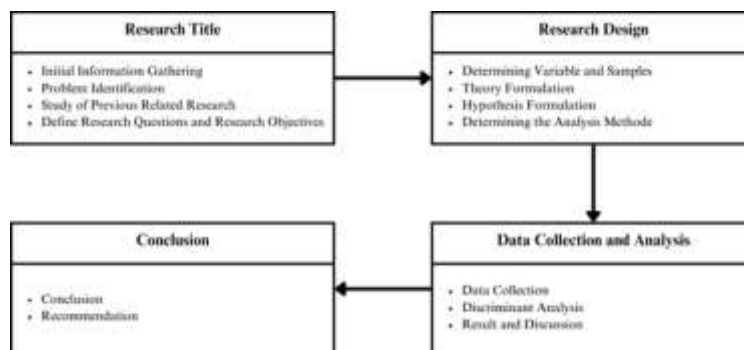 Research Title
• Initial Information Gathering
• Problem Identification
• Study of Previous Related Research
• Define Research Questions and Research Objectives
Research Design
• Determining Variable and Samples
• Theory Formulation
• Hypothesis Formulation
• Determining the Analysis Methode
Data Collection and Analysis
• Data Collection
• Discriminant Analysis
• Result and Discussion
Conclusion
• Conclusion
• Recommendation